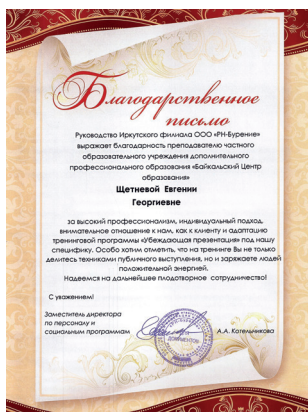 Благодарственное
письмо
Руководство Иркутского филиала ООО «РН-Бурение»
выражает благодарность преподавателю частного
образовательного учреждения дополнительного
профессионального образования «Байкальский Центр
образования»
Щетневой Евгении
Георгиевне
за высокий профессионализм, индивидуальный подход,
внимательное отношение к нам, как к клиенту и адаптацию
тренинговой программы «Убеждающая презентация» под нашу
специфику. Особо хотим отметить, что на тренинге Вы не только
делитесь техниками публичного выступления, но и заряжаете людей
положительной энергией.
Надеемся на дальнейшее плодотворное сотрудничество!
С уважением!
Заместитель директора
по персоналу и
социальным программам
А.А. Котельникова
ДОКУМЕНТОВ